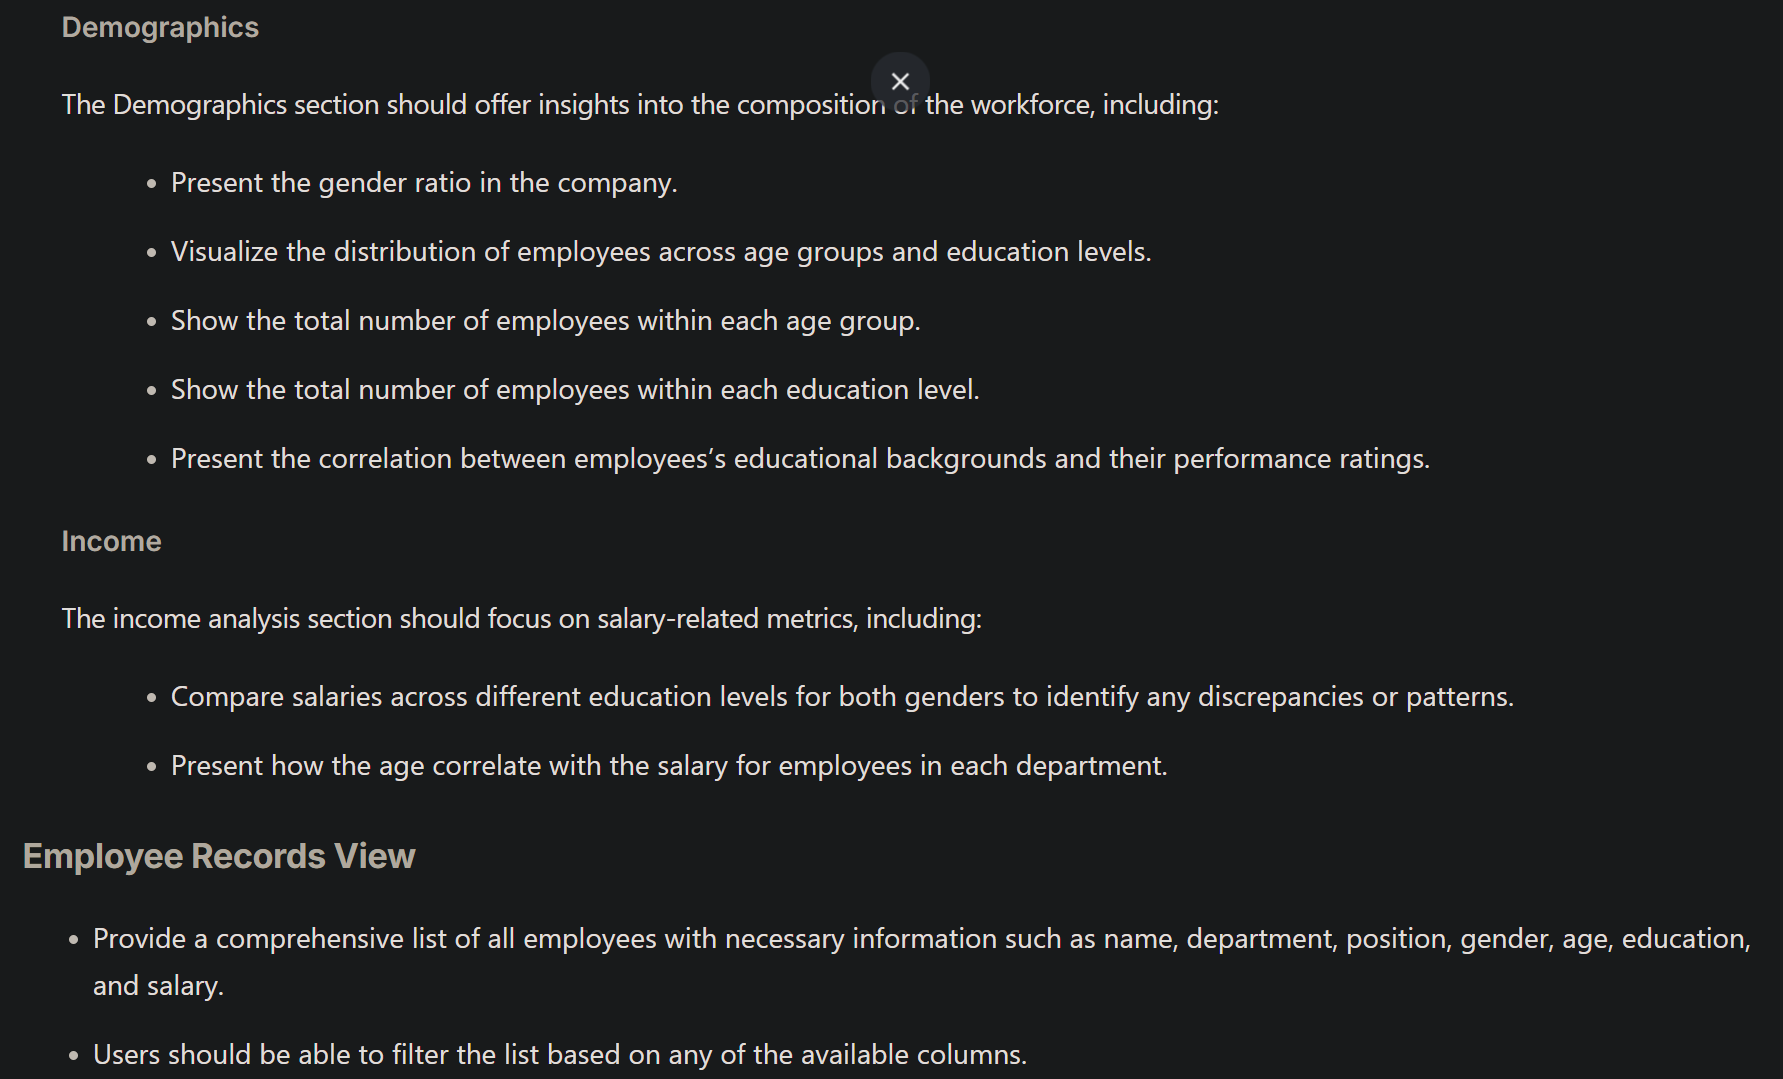 Demographics
The Demographics section should offer insights into the composition of the workforce, including:
• Present the gender ratio in the company.
• Visualize the distribution of employees across age groups and education levels.
• Show the total number of employees within each age group.
• Show the total number of employees within each education level.
• Present the correlation between employees’s educational backgrounds and their performance ratings.
Income
The income analysis section should focus on salary-related metrics, including:
• Compare salaries across different education levels for both genders to identify any discrepancies or patterns.
• Present how the age correlate with the salary for employees in each department.
Employee Records View
• Provide a comprehensive list of all employees with necessary information such as name, department, position, gender, age, education,
and salary.
• Users should be able to filter the list based on any of the available columns.